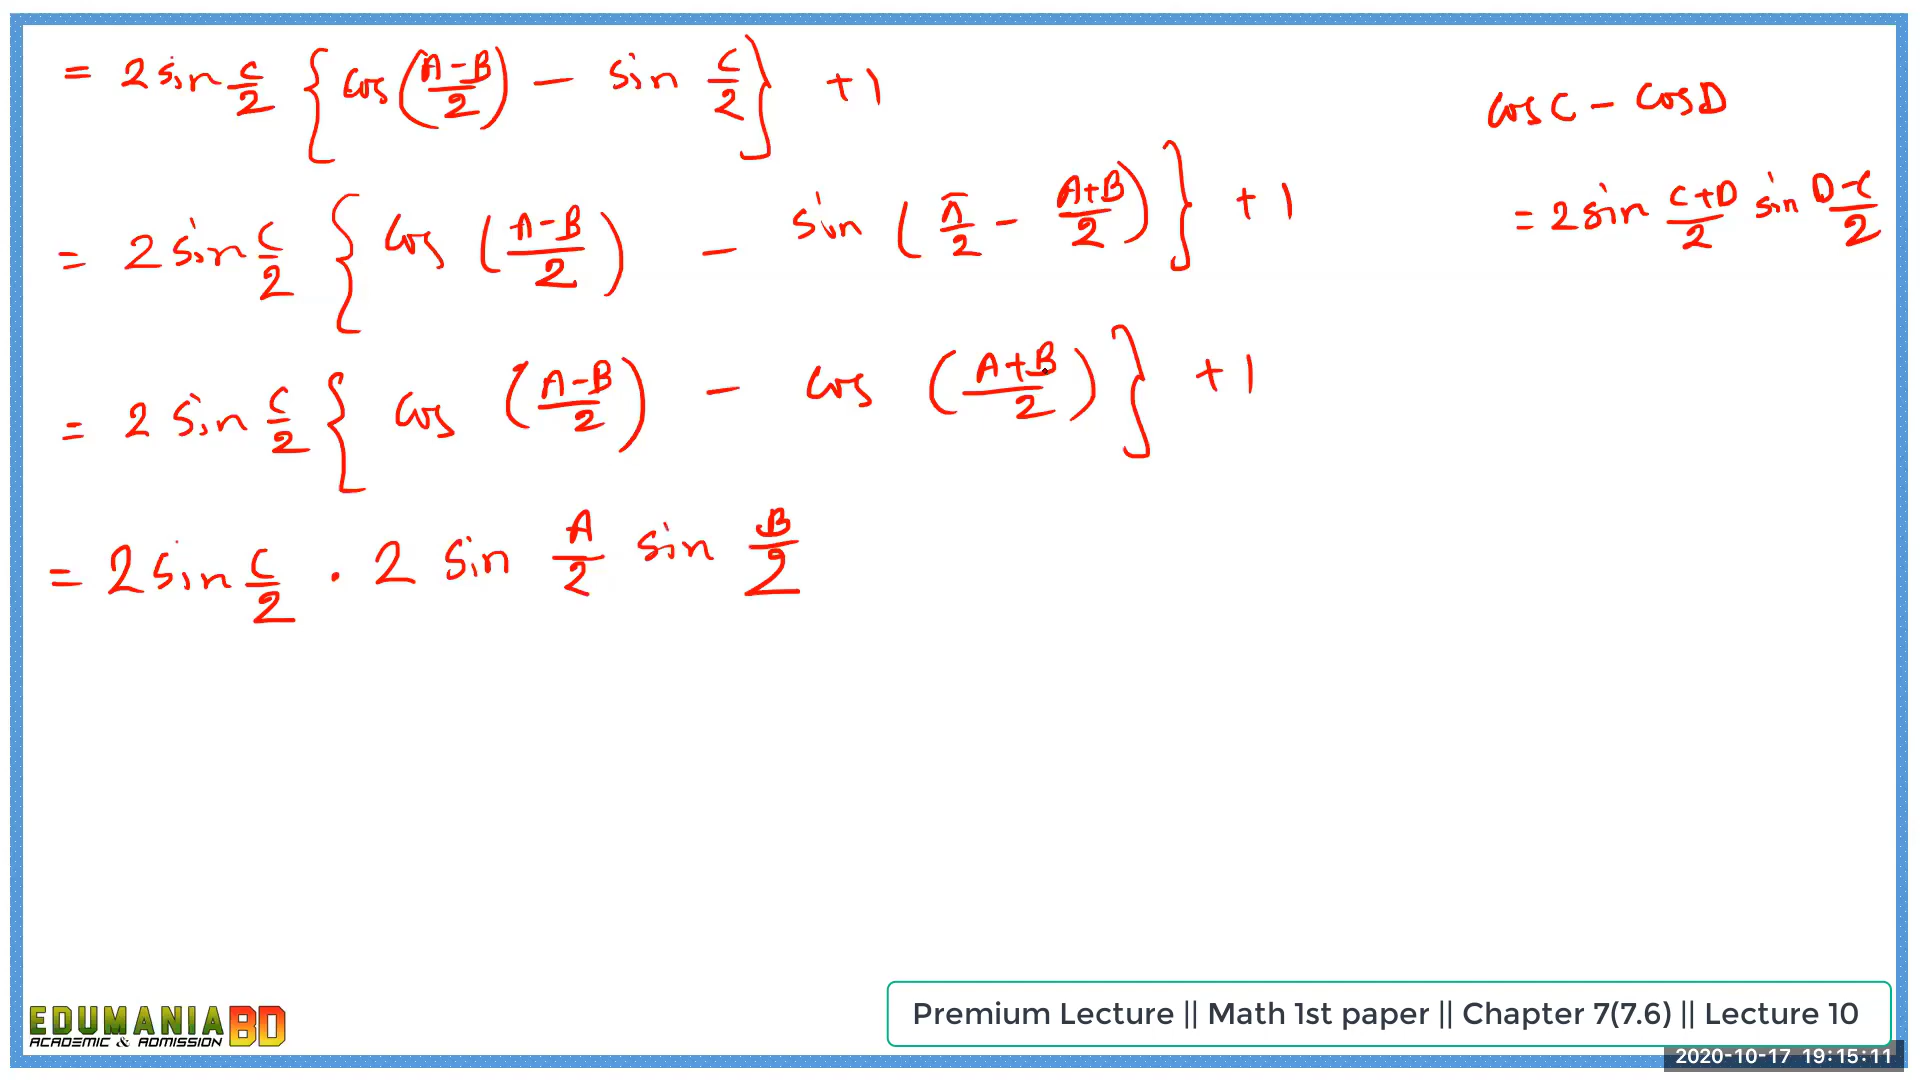 = 2 sin C/2 { cos (A-B/2) - sin C/2 } + 1
cos C - cos D
= 2 sin C/2 { cos (A-B/2) - sin (π/2 - A+B/2) } + 1
= 2 sin C+D/2 sin D-C/2
= 2 sin C/2 { cos (A-B/2) - cos (A+B/2) } + 1
= 2 sin C/2 . 2 sin A/2 sin B/2
EDUMANIA BD
ACADEMIC & ADMISSION
Premium Lecture || Math 1st paper || Chapter 7(7.6) || Lecture 10
2020-10-17 19:15:11